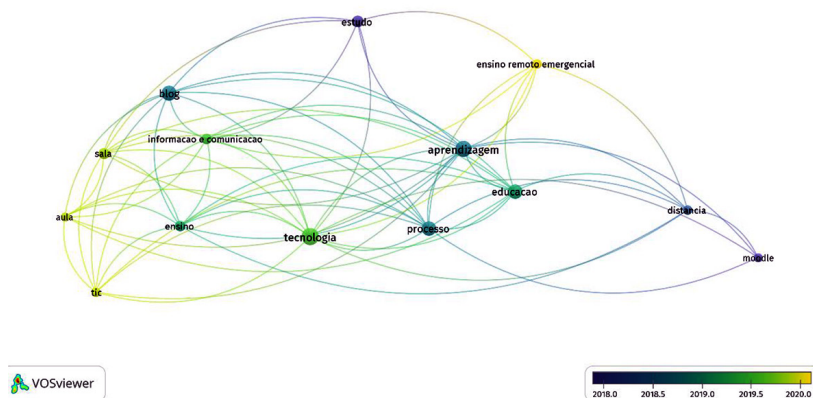 estudo
ensino remoto emergencial
blog
informacao e comunicacao
sala
aprendizagem
educacao
distancia
aula
ensino
tecnologia
processo
moodle
tic
VOSviewer
2018.0 2018.5 2019.0 2019.5 2020.0